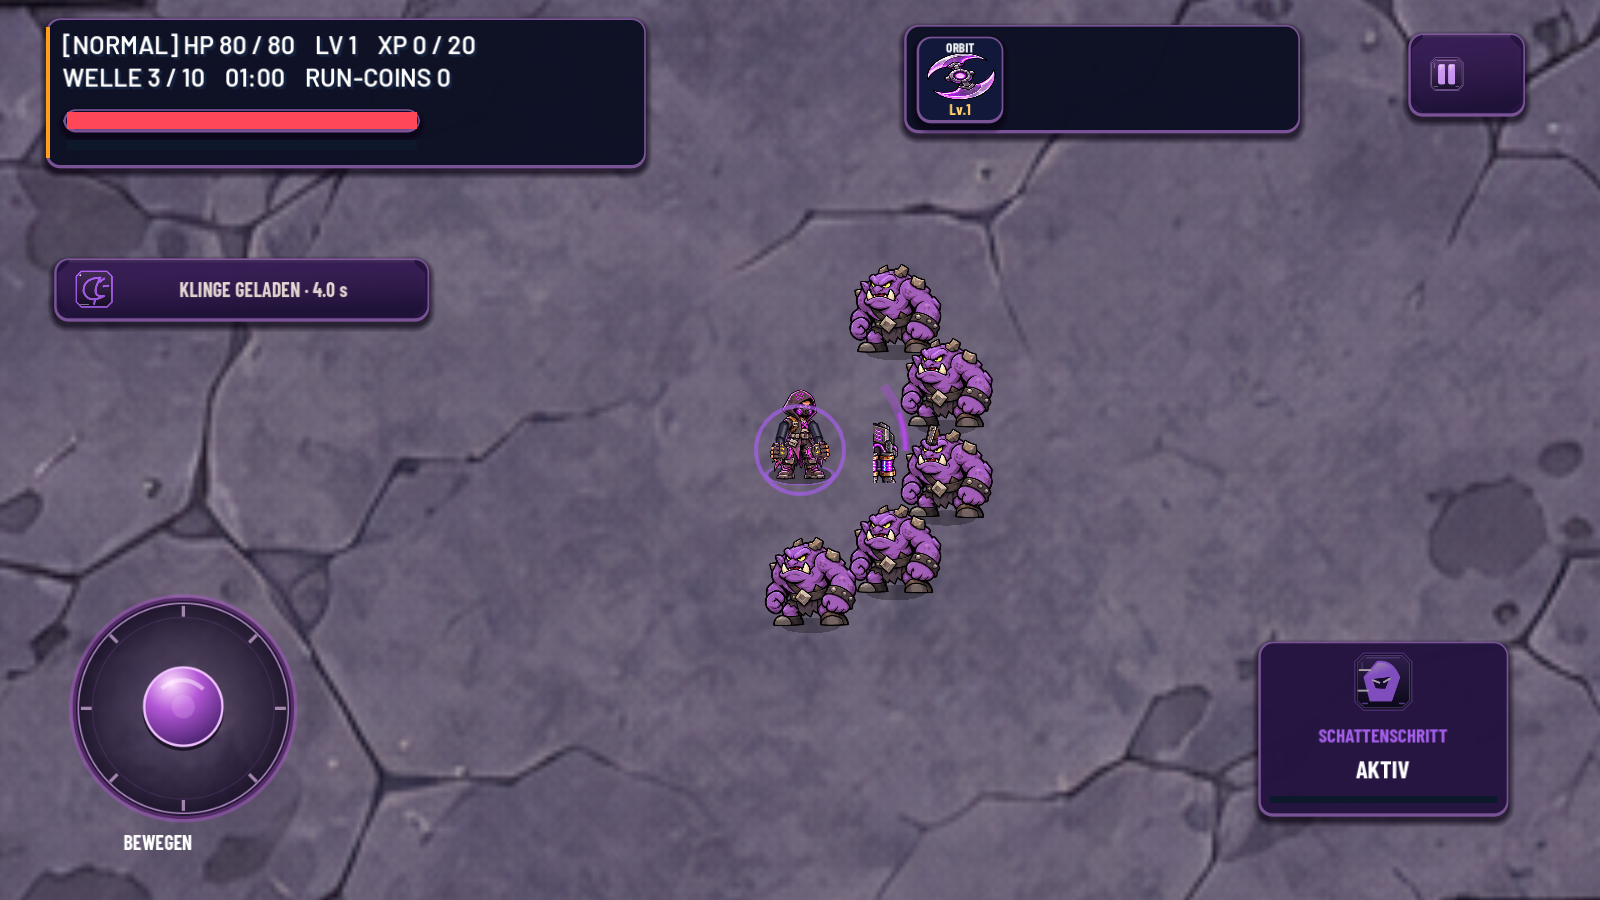 [NORMAL] HP 80 / 80 LV 1 XP 0 / 20
WELLE 3 / 10 01:00 RUN-COINS 0
ORBIT
Lv.1
KLINGE GELADEN · 4.0 s
SCHATTENSCHRITT
AKTIV
BEWEGEN